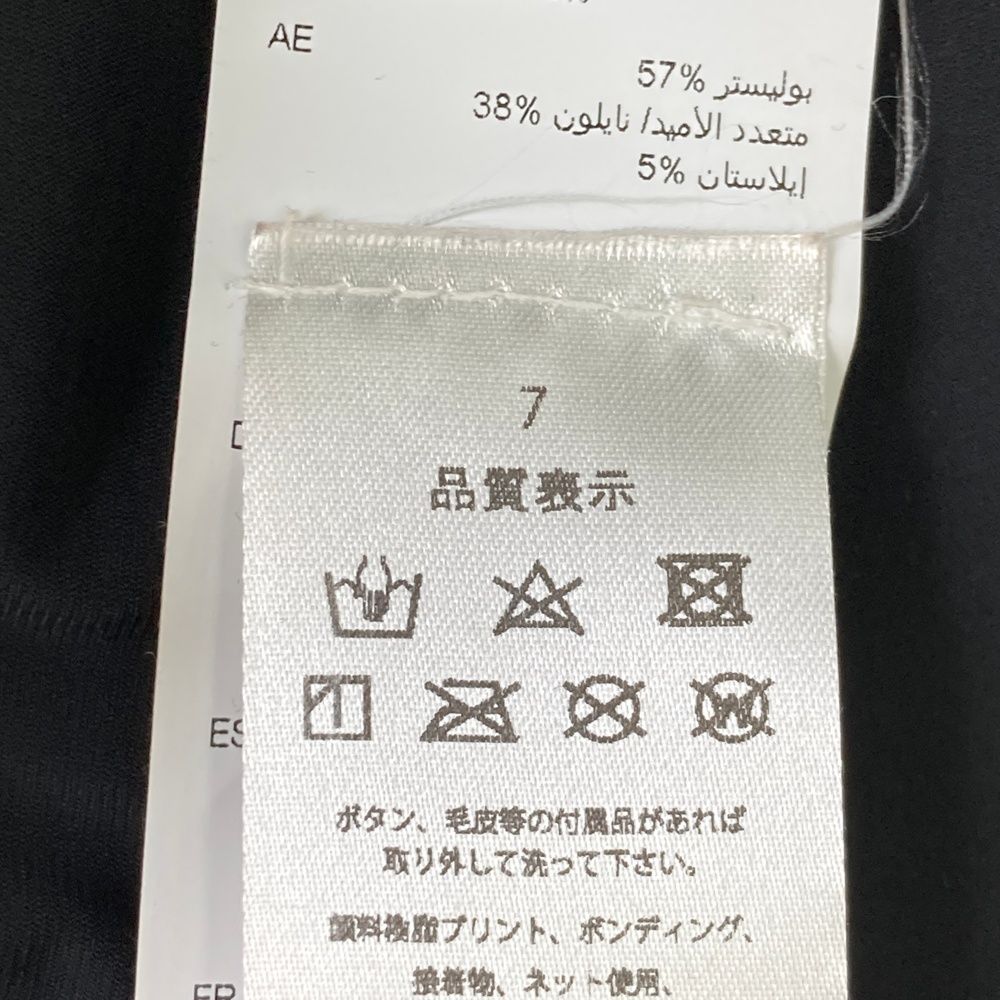 AE
بوليستر 57%
متعدد الأميد/ نايلون 38%
إيلاستان 5%
7
品質表示
W
ES
ボタン、毛皮等の付属品があれば
取り外して洗って下さい。
顔料樹脂プリント、ボンディング、
接着物、ネット使用、
FR